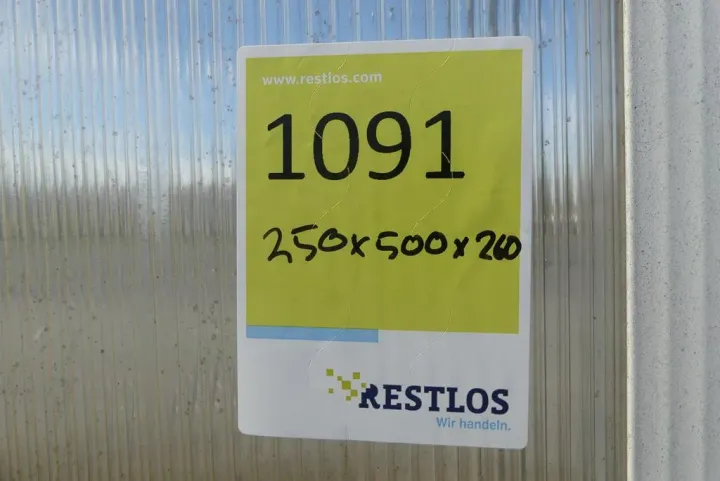 www.restlos.com
1091
250x500x260
RESTLOS
Wir handeln.